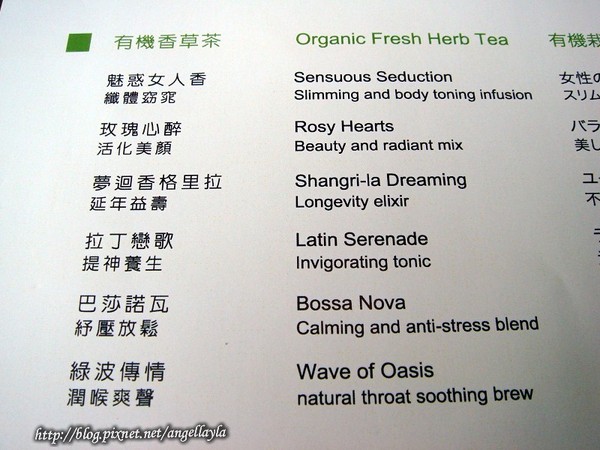 有機香草茶 Organic Fresh Herb Tea 有機栽
魅惑女人香 Sensuous Seduction 女性の
纖體窈窕 Slimming and body toning infusion スリム
玫瑰心醉 Rosy Hearts バラ
活化美顏 Beauty and radiant mix 美し
夢迴香格里拉 Shangri-la Dreaming ユー
延年益壽 Longevity elixir 不
拉丁戀歌 Latin Serenade
提神養生 Invigorating tonic
巴莎諾瓦 Bossa Nova
紓壓放鬆 Calming and anti-stress blend
綠波傳情 Wave of Oasis
潤喉爽聲 natural throat soothing brew
http://blog.pixnet.net/angellayla